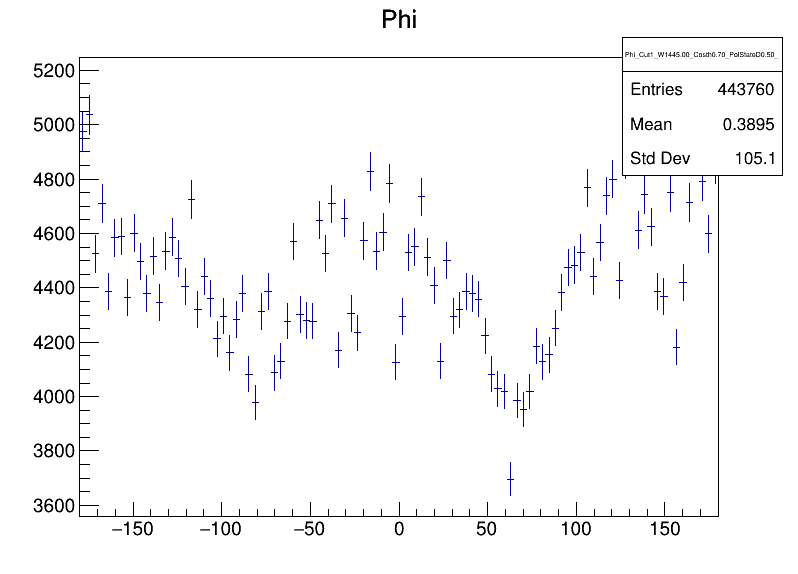 Phi
Phi_Cut1_W1445.00_Costh0.70_PolStateD0.50_
Entries 443760
Mean 0.3895
Std Dev 105.1
5200
5000
4800
4600
4400
4200
4000
3800
3600
−150 −100 −50 0 50 100 150